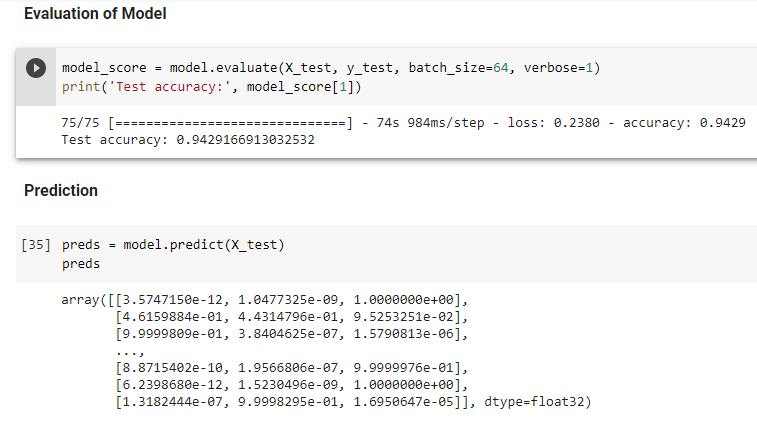 Evaluation of Model
model_score = model.evaluate(X_test, y_test, batch_size=64, verbose=1)
print('Test accuracy:', model_score[1])
75/75 [==============================] - 74s 984ms/step - loss: 0.2380 - accuracy: 0.9429
Test accuracy: 0.9429166913032532
Prediction
[35] preds = model.predict(X_test)
preds
array([[3.5747150e-12, 1.0477325e-09, 1.0000000e+00],
[4.6159884e-01, 4.4314796e-01, 9.5253251e-02],
[9.9999809e-01, 3.8404625e-07, 1.5790813e-06],
...,
[8.8715402e-10, 1.9566806e-07, 9.9999976e-01],
[6.2398680e-12, 1.5230496e-09, 1.0000000e+00],
[1.3182444e-07, 9.9998295e-01, 1.6950647e-05]], dtype=float32)